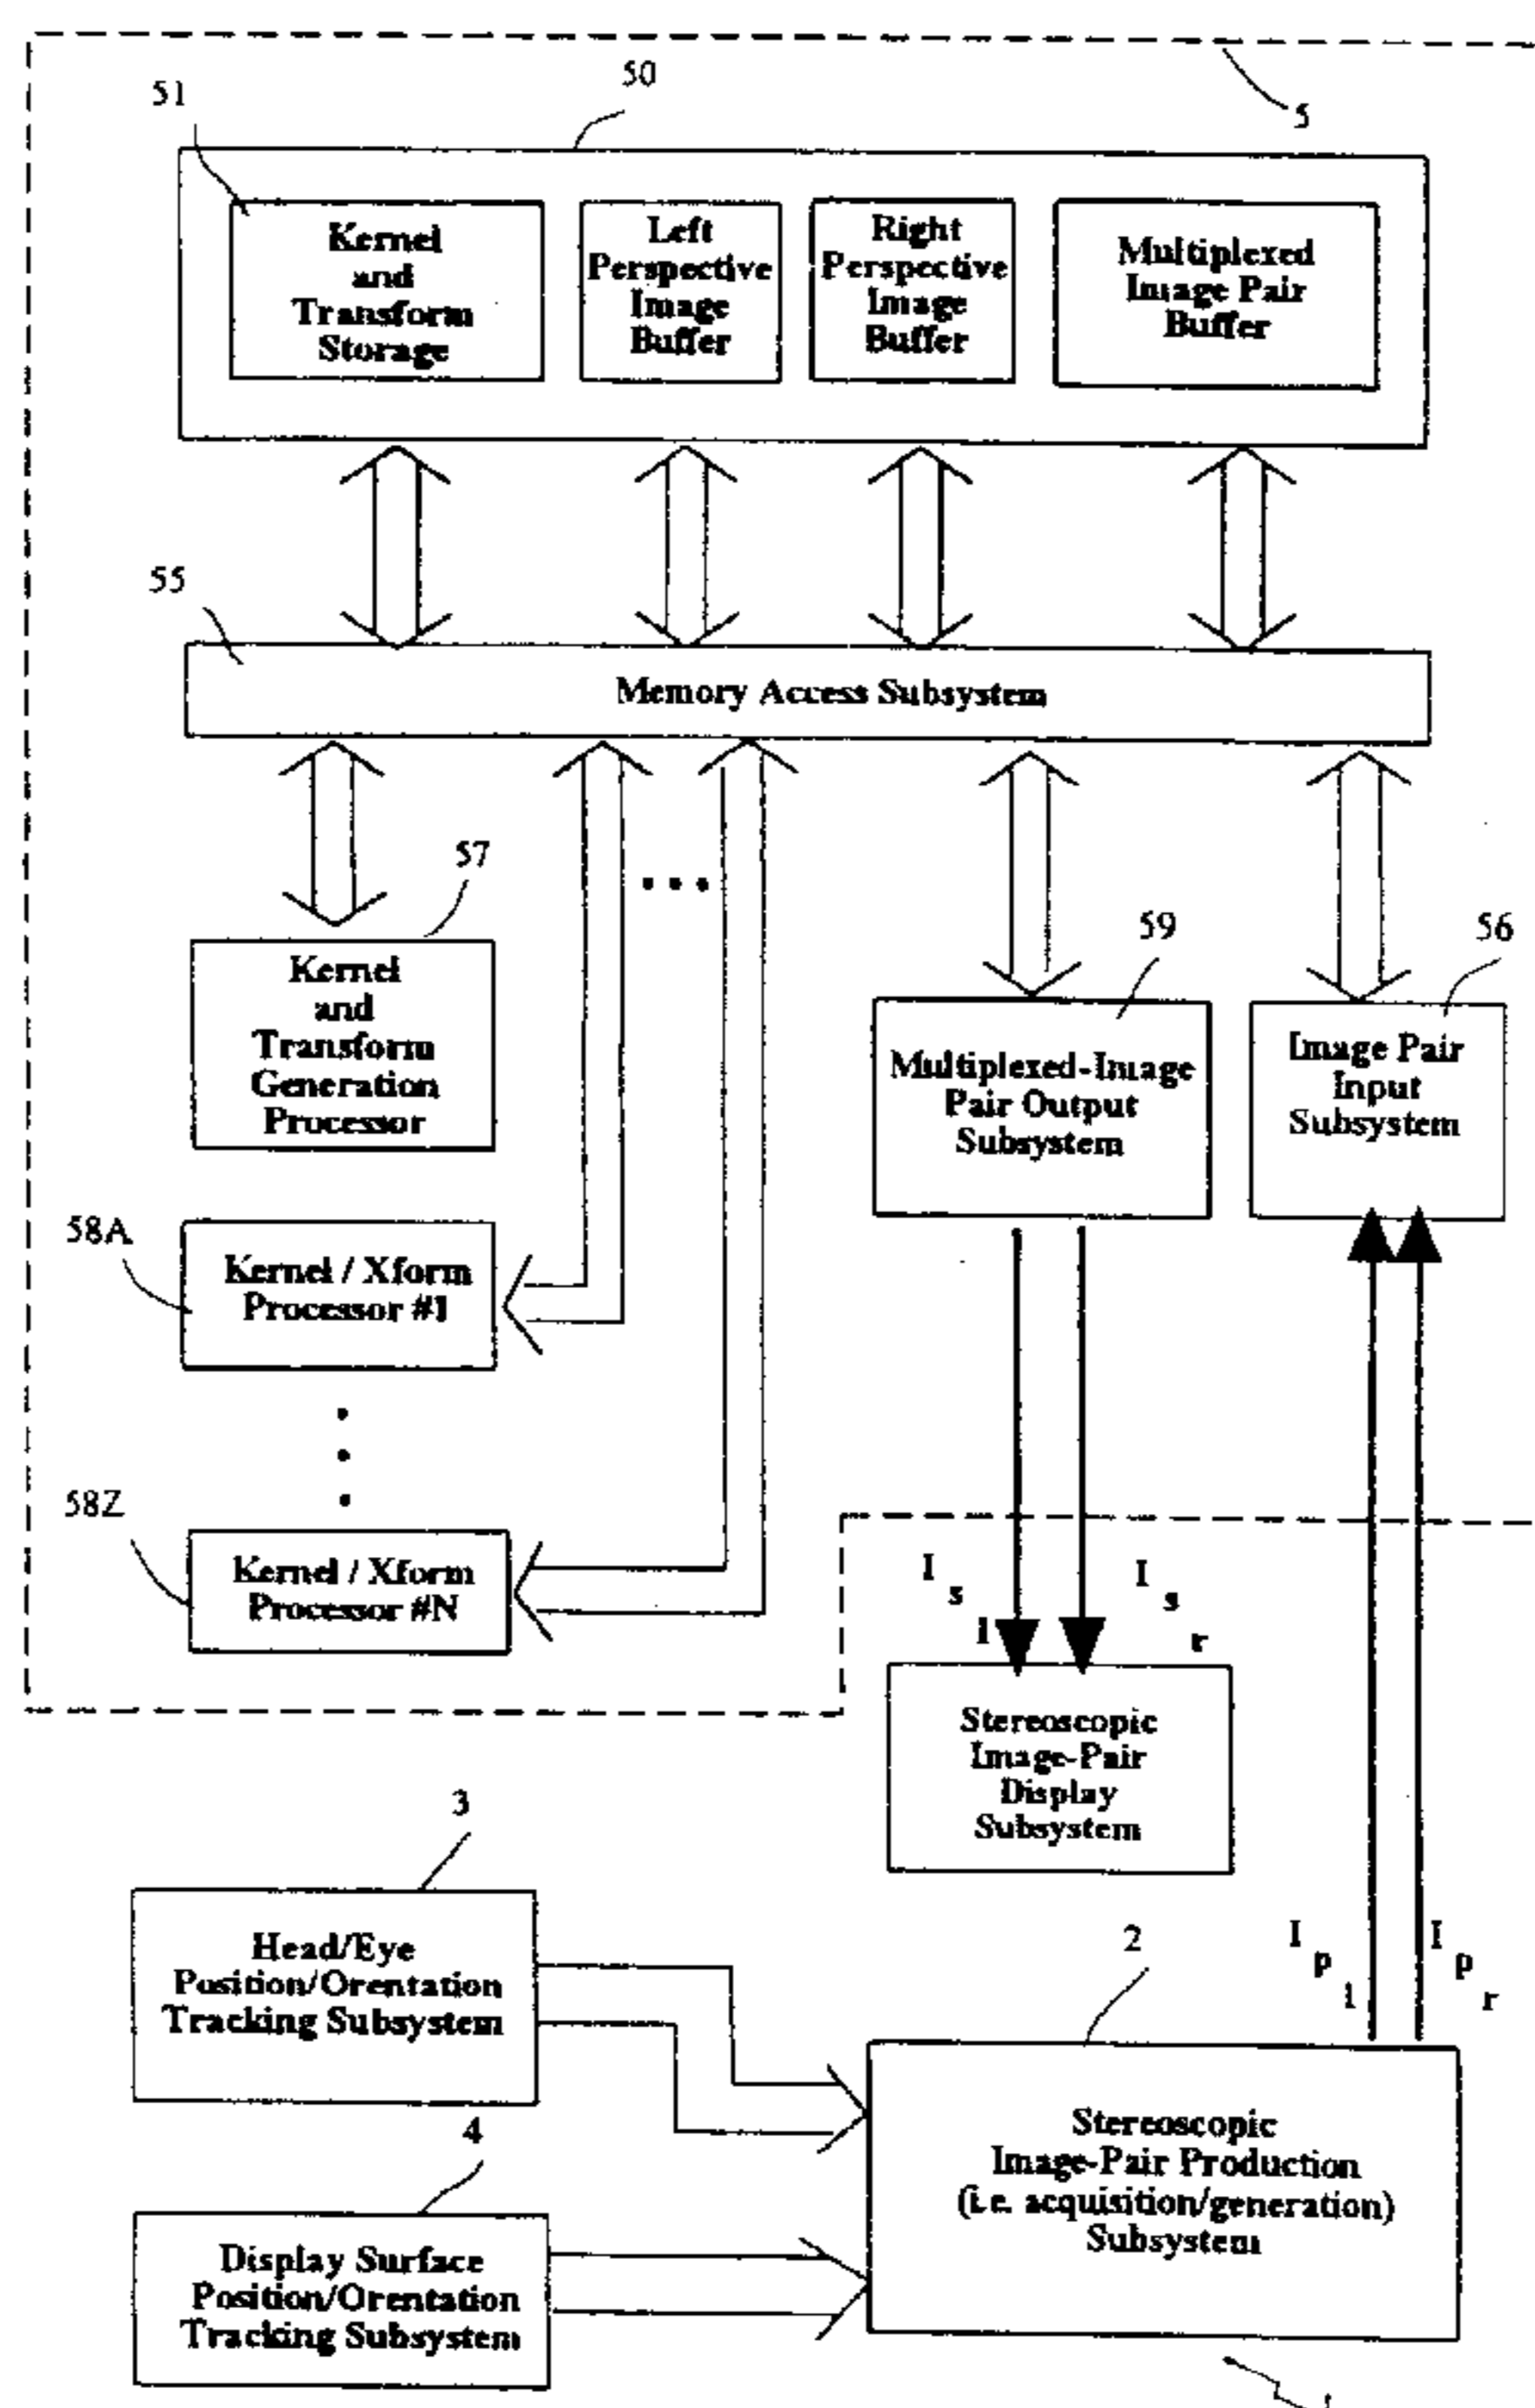 51
50
5
Kernel
and
Transform
Storage
Left
Perspective
Image
Buffer
Right
Perspective
Image
Buffer
Multiplexed
Image Pair
Buffer
55
Memory Access Subsystem
57
59
56
Kernel
and
Transform
Generation
Processor
Multiplexed-Image
Pair Output
Subsystem
Image Pair
Input
Subsystem
58A
Kernel / Xform
Processor #1
58Z
Kernel / Xform
Processor #N
I s l
I s r
Stereoscopic
Image-Pair
Display
Subsystem
3
Head/Eye
Position/Orentation
Tracking Subsystem
2
I p l
I p r
4
Stereoscopic
Image-Pair Production
(i.e. acquisition/generation)
Subsystem
Display Surface
Position/Orentation
Tracking Subsystem
1